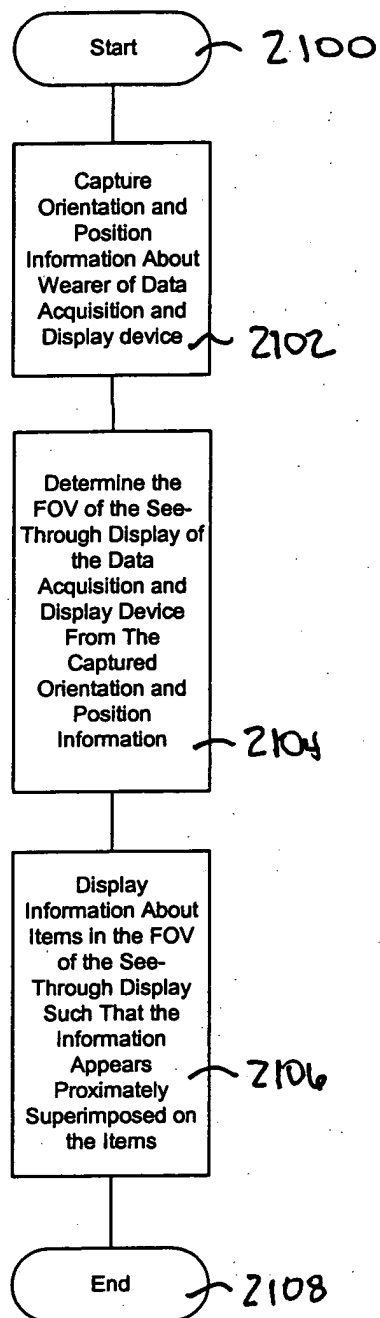 Start
2100
Capture
Orientation and
Position
Information About
Wearer of Data
Acquisition and
Display device
2102
Determine the
FOV of the See-
Through Display of
the Data
Acquisition and
Display Device
From The
Captured
Orientation and
Position
Information
2104
Display
Information About
Items in the FOV
of the See-
Through Display
Such That the
Information
Appears
Proximately
Superimposed on
the Items
2106
End
2108